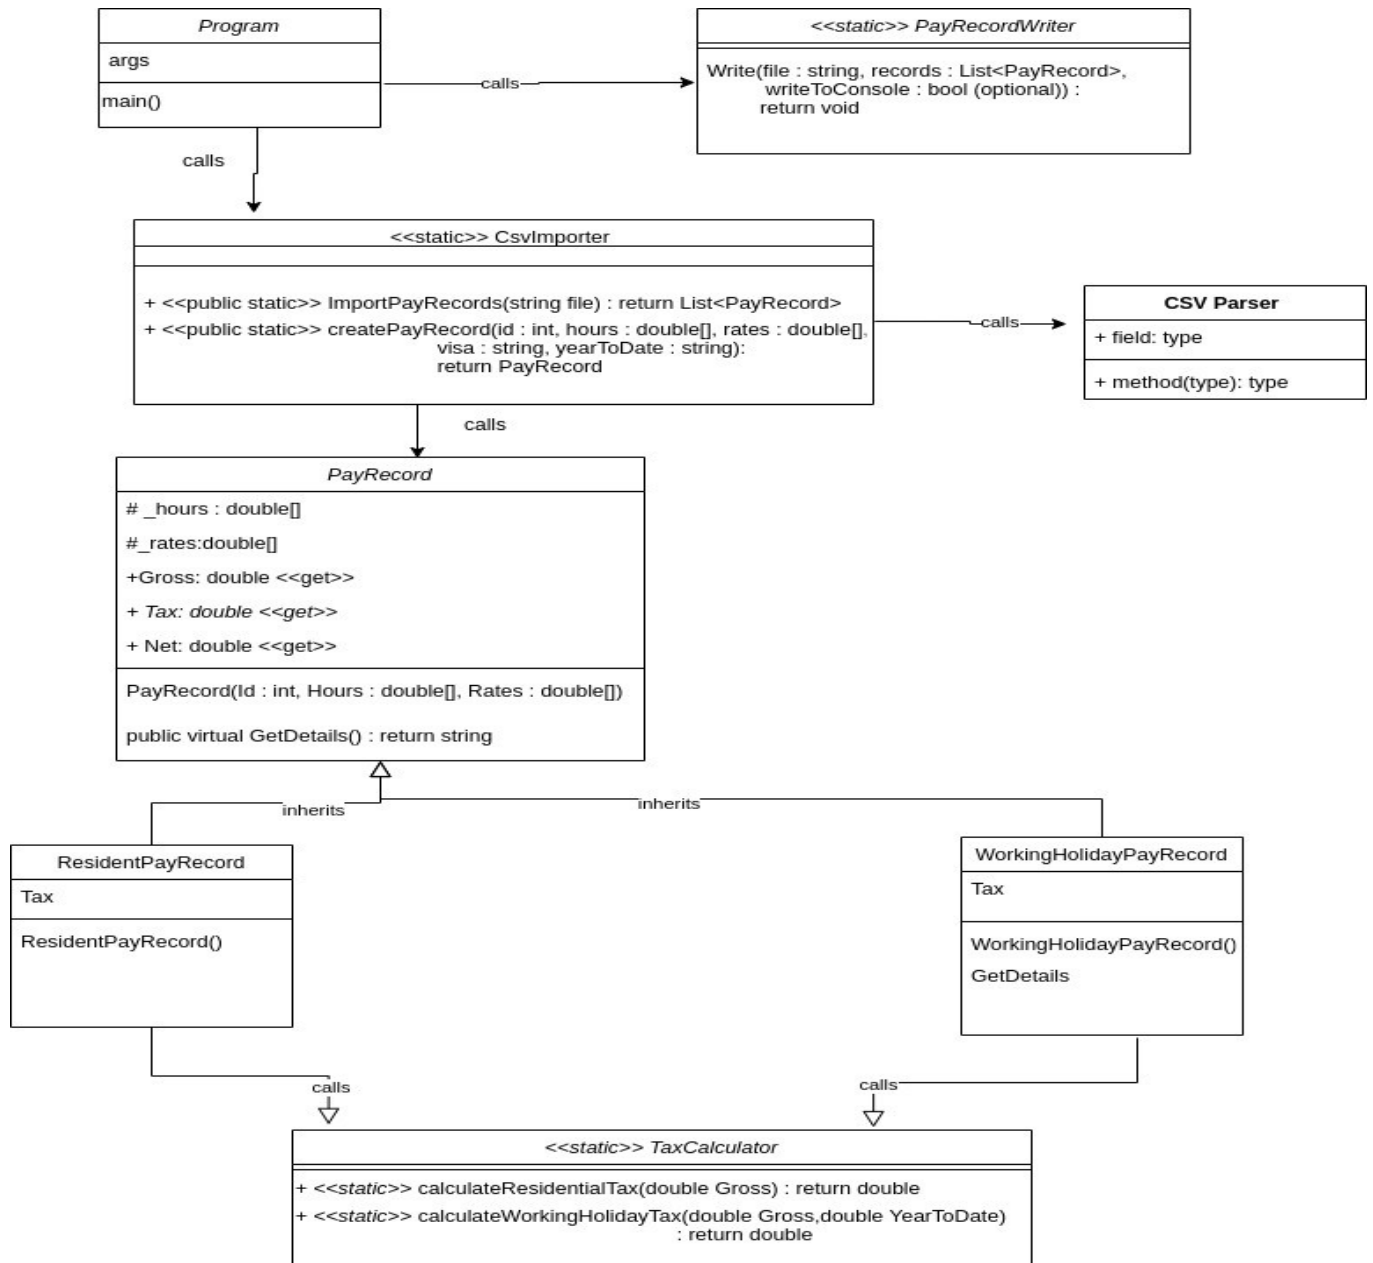 Program
args
main()
calls
<<static>> PayRecordWriter
Write(file : string, records : List<PayRecord>,
writeToConsole : bool (optional)) :
return void
calls
<<static>> CsvImporter
+ <<public static>> ImportPayRecords(string file) : return List<PayRecord>
+ <<public static>> createPayRecord(id : int, hours : double[], rates : double[],
visa : string, yearToDate : string):
return PayRecord
calls
CSV Parser
+ field: type
+ method(type): type
calls
PayRecord
# _hours : double[]
#_rates:double[]
+Gross: double <<get>>
+ Tax: double <<get>>
+ Net: double <<get>>
PayRecord(Id : int, Hours : double[], Rates : double[])
public virtual GetDetails() : return string
inherits
inherits
ResidentPayRecord
Tax
ResidentPayRecord()
WorkingHolidayPayRecord
Tax
WorkingHolidayPayRecord()
GetDetails
calls
calls
<<static>> TaxCalculator
+ <<static>> calculateResidentialTax(double Gross) : return double
+ <<static>> calculateWorkingHolidayTax(double Gross,double YearToDate)
: return double